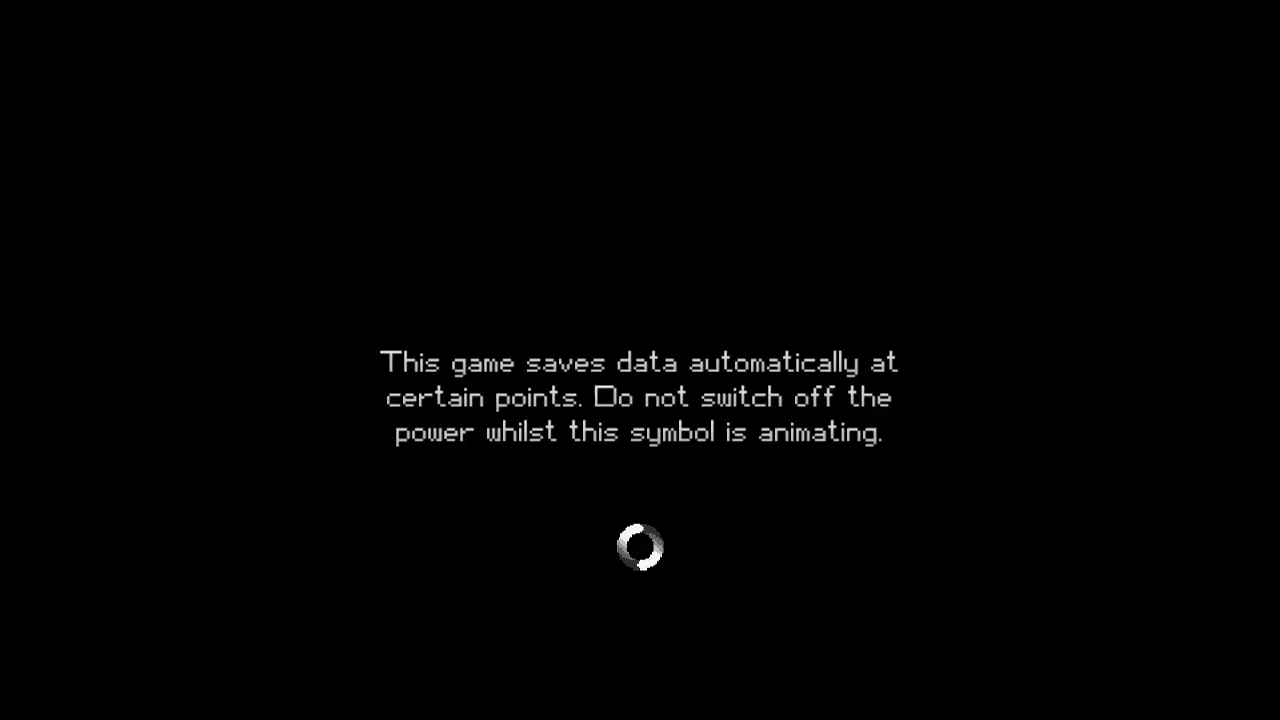 This game saves data automatically at
certain points. Do not switch off the
power whilst this symbol is animating.